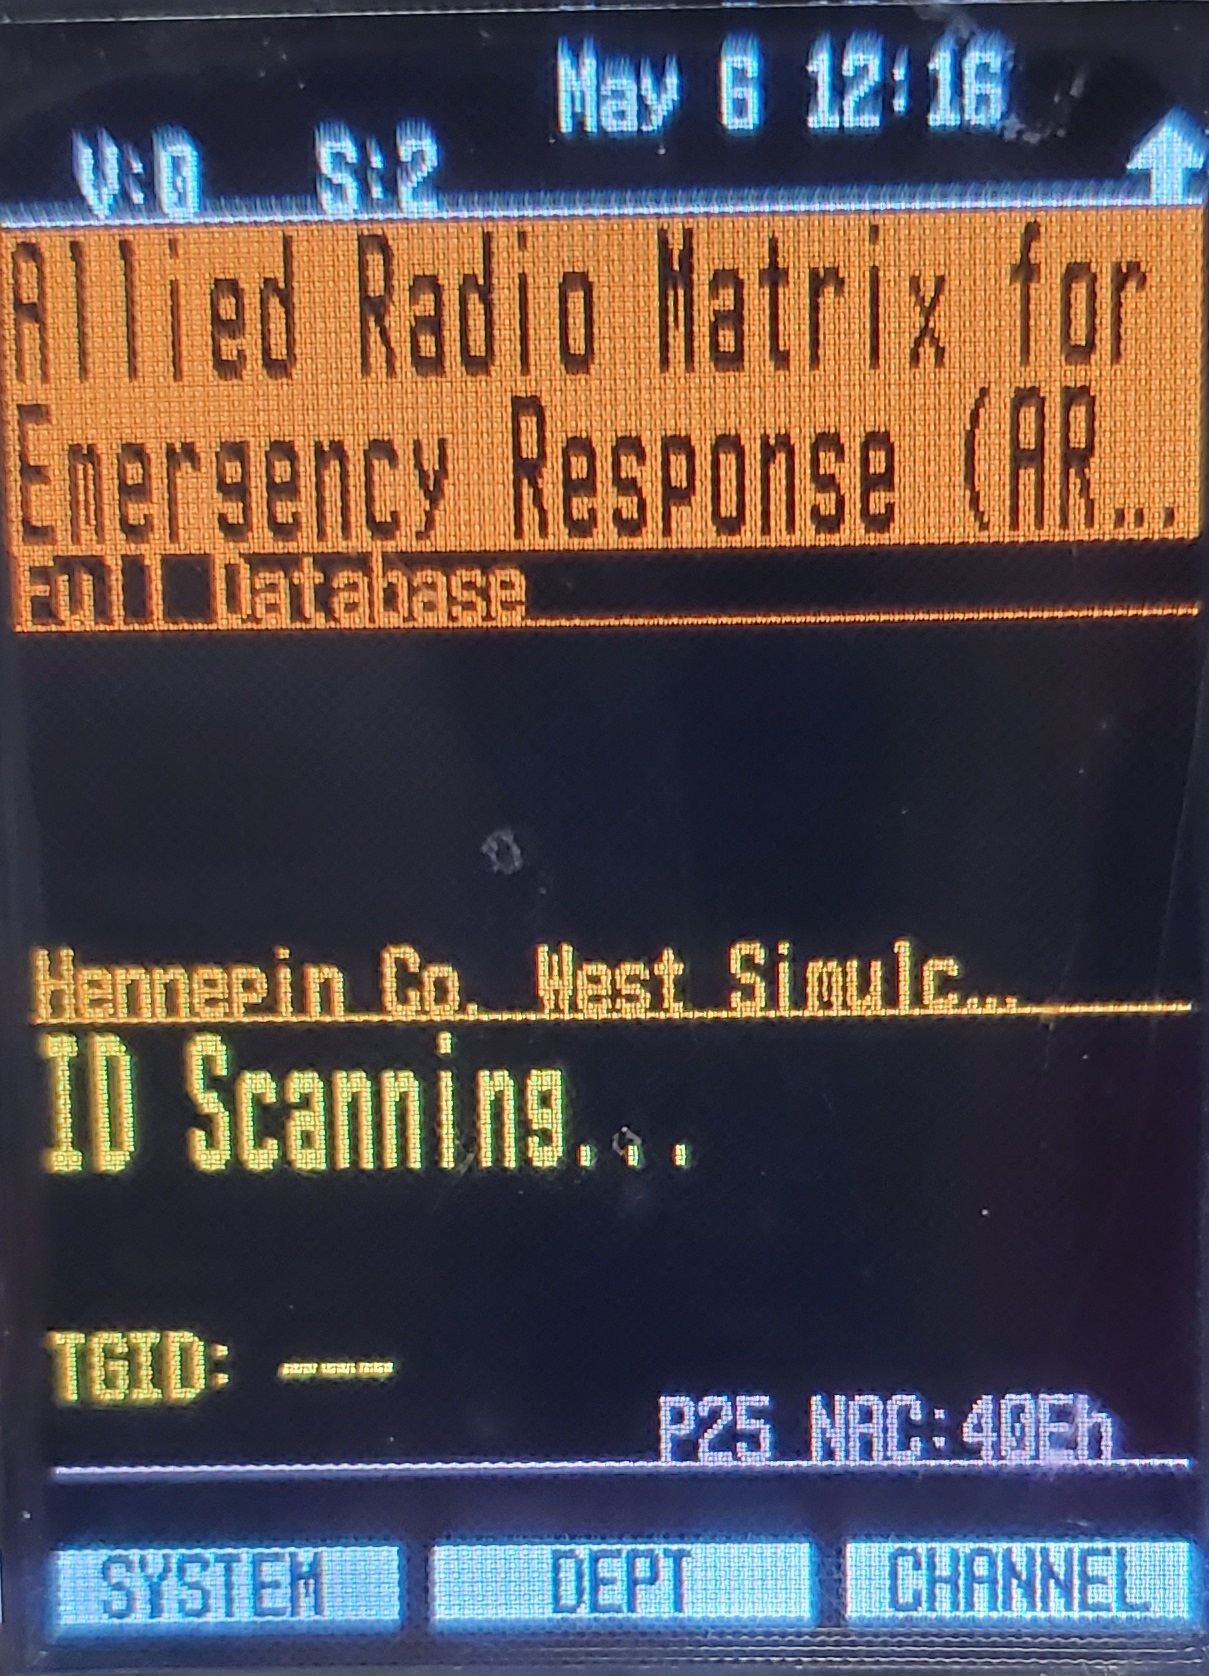 May 6 12:16
V:0 S:2
Allied Radio Matrix for
Emergency Response (AR...
Full Database
Hennepin Co. West Simulc...
ID Scanning...
TGID: ---
P25 NAC:40Eh
SYSTEM DEPT CHANNEL